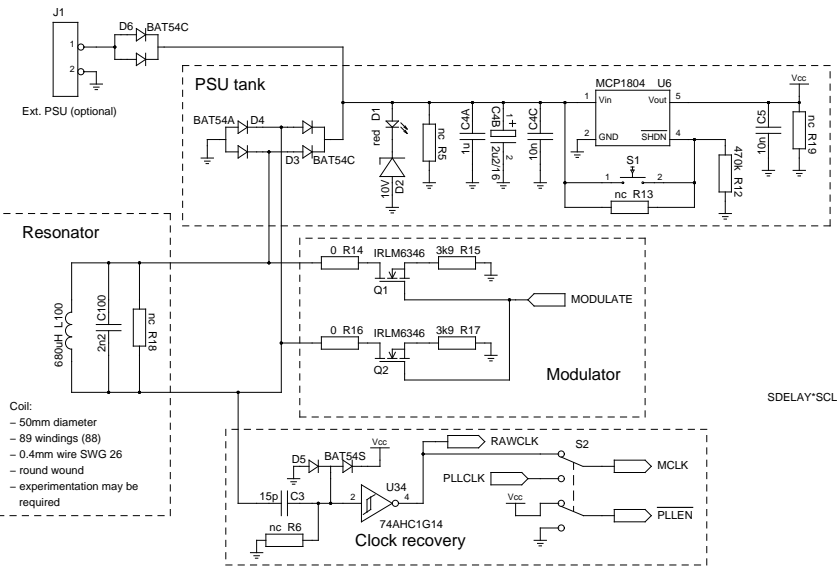 J1
1
2
Ext. PSU (optional)
D6
BAT54C
PSU tank
BAT54A
D4
D3
BAT54C
D1
red
10V
D2
nc R5
1n C4A
C4B
1
+
2
2u2/16
10n C4C
MCP1804 U6
1
Vin
Vout
5
2
GND
SHDN
4
S1
1
2
nc R13
470k R12
Vcc
C5
10u
nc R19
Resonator
680uH L100
2n2 C100
nc R18
Coil:
– 50mm diameter
– 89 windings (88)
– 0.4mm wire SWG 26
– round wound
– experimentation may be
required
0 R14
IRLM6346
Q1
3k9 R15
MODULATE
0 R16
IRLM6346
Q2
3k9 R17
Modulator
SDELAY*SCL
D5
BAT54S
Vcc
15p C3
nc R6
2
U34
4
74AHC1G14
Clock recovery
RAWCLK
PLLCLK
Vcc
S2
MCLK
PLLEN